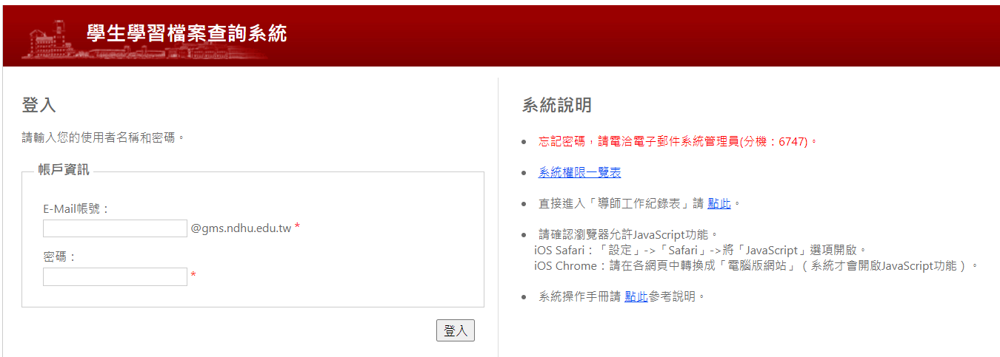 學生學習檔案查詢系統
登入
請輸入您的使用者名稱和密碼。
帳戶資訊
E-Mail帳號：
@gms.ndhu.edu.tw *
密碼：
*
登入
系統說明
忘記密碼，請電洽電子郵件系統管理員(分機：6747)。
系統權限一覽表
直接進入「導師工作紀錄表」請 點此。
請確認瀏覽器允許JavaScript功能。
iOS Safari：「設定」->「Safari」->將「JavaScript」選項開啟。
iOS Chrome：請在各網頁中轉換成「電腦版網站」（系統才會開啟JavaScript功能）。
系統操作手冊請 點此參考說明。